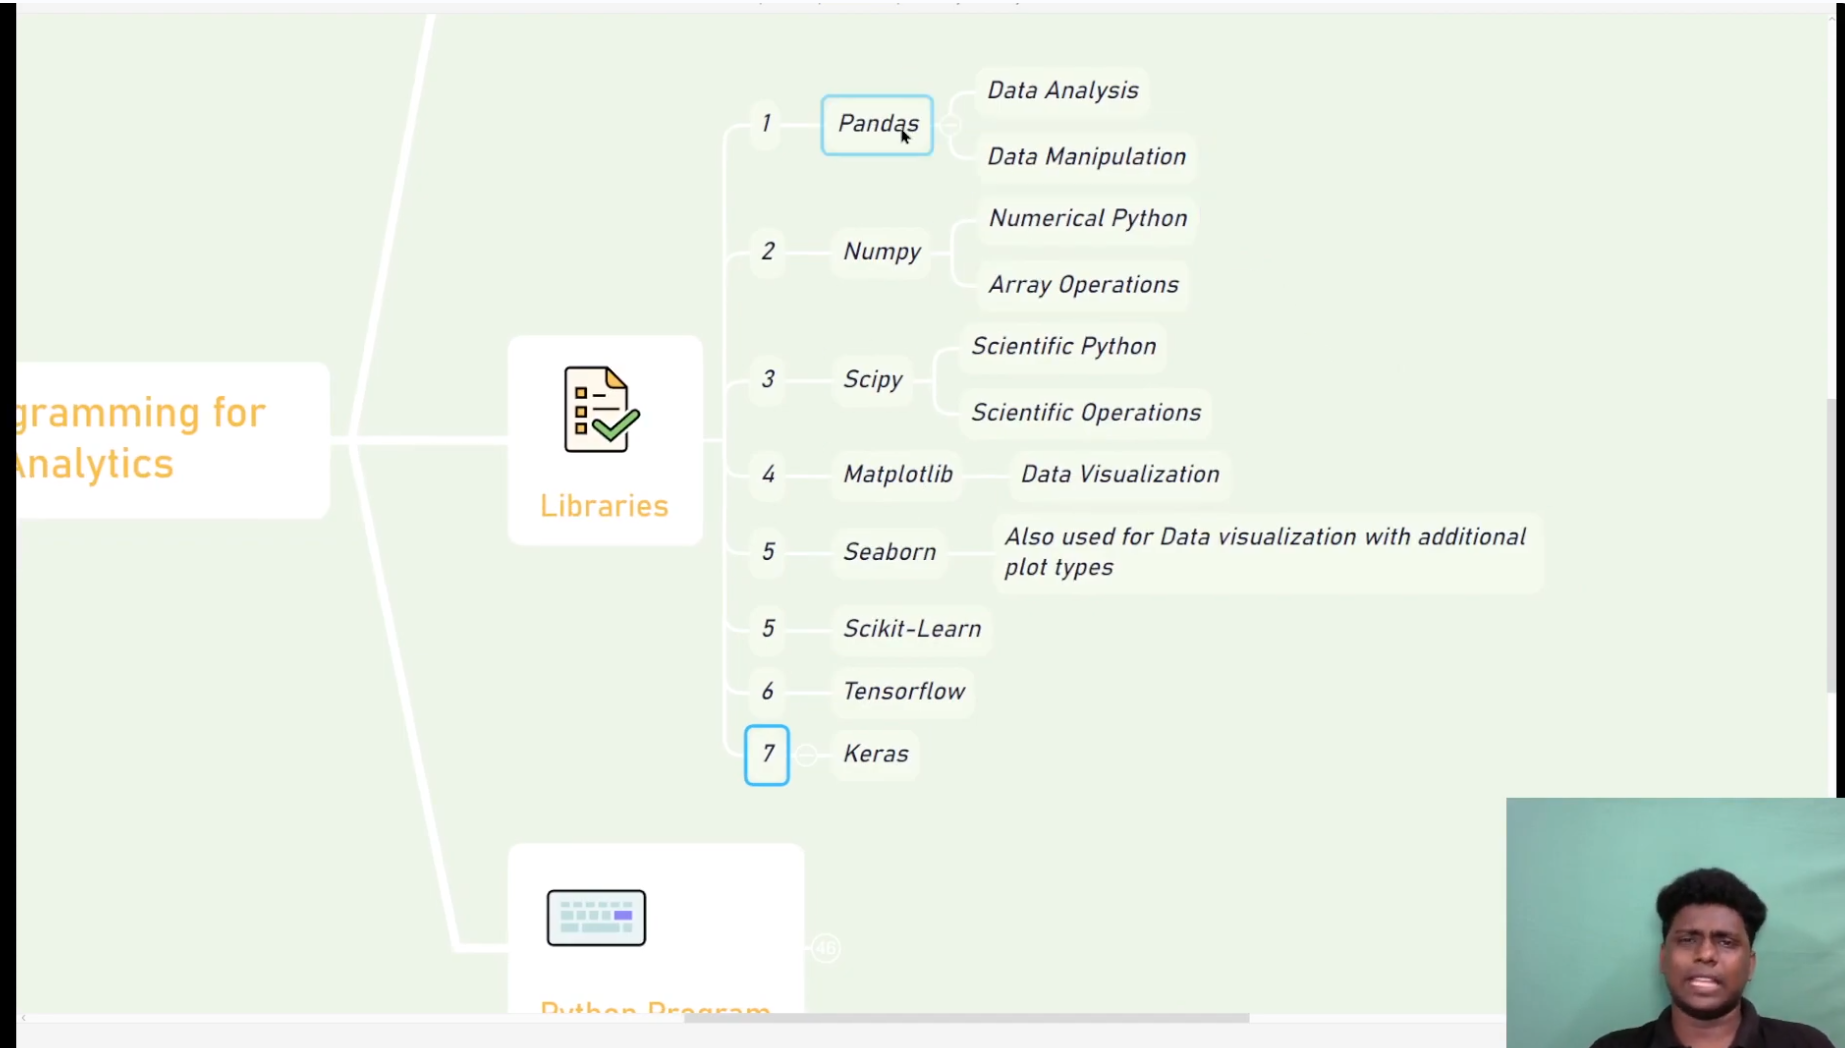 gramming for
Analytics
Libraries
1
Pandas
Data Analysis
Data Manipulation
2
Numpy
Numerical Python
Array Operations
3
Scipy
Scientific Python
Scientific Operations
4
Matplotlib
Data Visualization
5
Seaborn
Also used for Data visualization with additional
plot types
5
Scikit-Learn
6
Tensorflow
7
Keras
46
Python Program